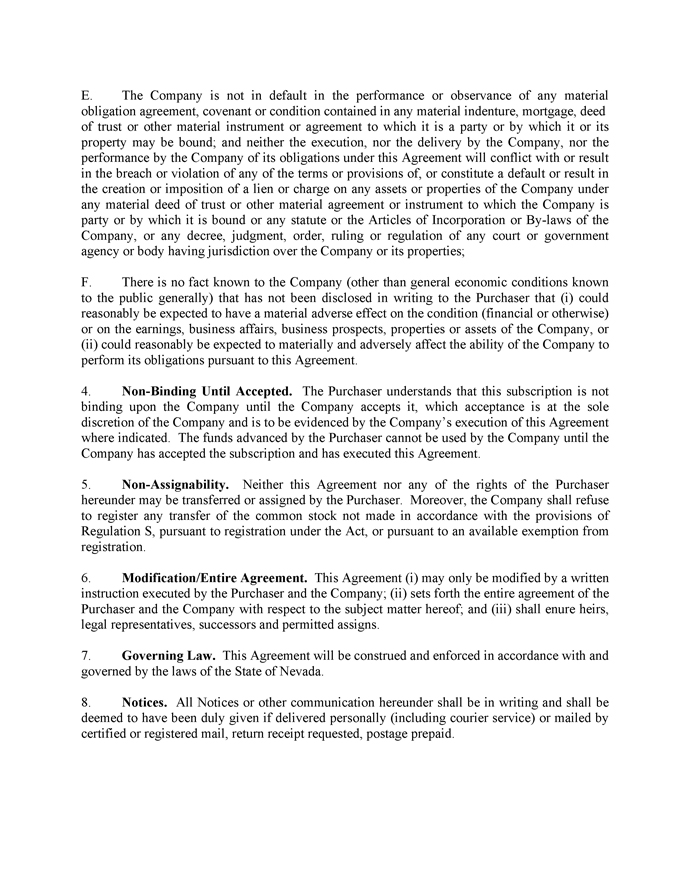 E. The Company is not in default in the performance or observance of any material
obligation agreement, covenant or condition contained in any material indenture, mortgage, deed
of trust or other material instrument or agreement to which it is a party or by which it or its
property may be bound; and neither the execution, nor the delivery by the Company, nor the
performance by the Company of its obligations under this Agreement will conflict with or result
in the breach or violation of any of the terms or provisions of, or constitute a default or result in
the creation or imposition of a lien or charge on any assets or properties of the Company under
any material deed of trust or other material agreement or instrument to which the Company is
party or by which it is bound or any statute or the Articles of Incorporation or By-laws of the
Company, or any decree, judgment, order, ruling or regulation of any court or government
agency or body having jurisdiction over the Company or its properties;
F. There is no fact known to the Company (other than general economic conditions known
to the public generally) that has not been disclosed in writing to the Purchaser that (i) could
reasonably be expected to have a material adverse effect on the condition (financial or otherwise)
or on the earnings, business affairs, business prospects, properties or assets of the Company, or
(ii) could reasonably be expected to materially and adversely affect the ability of the Company to
perform its obligations pursuant to this Agreement.
4. Non-Binding Until Accepted. The Purchaser understands that this subscription is not
binding upon the Company until the Company accepts it, which acceptance is at the sole
discretion of the Company and is to be evidenced by the Company's execution of this Agreement
where indicated. The funds advanced by the Purchaser cannot be used by the Company until the
Company has accepted the subscription and has executed this Agreement.
5. Non-Assignability. Neither this Agreement nor any of the rights of the Purchaser
hereunder may be transferred or assigned by the Purchaser. Moreover, the Company shall refuse
to register any transfer of the common stock not made in accordance with the provisions of
Regulation S, pursuant to registration under the Act, or pursuant to an available exemption from
registration.
6. Modification/Entire Agreement. This Agreement (i) may only be modified by a written
instruction executed by the Purchaser and the Company; (ii) sets forth the entire agreement of the
Purchaser and the Company with respect to the subject matter hereof; and (iii) shall enure heirs,
legal representatives, successors and permitted assigns.
7. Governing Law. This Agreement will be construed and enforced in accordance with and
governed by the laws of the State of Nevada.
8. Notices. All Notices or other communication hereunder shall be in writing and shall be
deemed to have been duly given if delivered personally (including courier service) or mailed by
certified or registered mail, return receipt requested, postage prepaid.